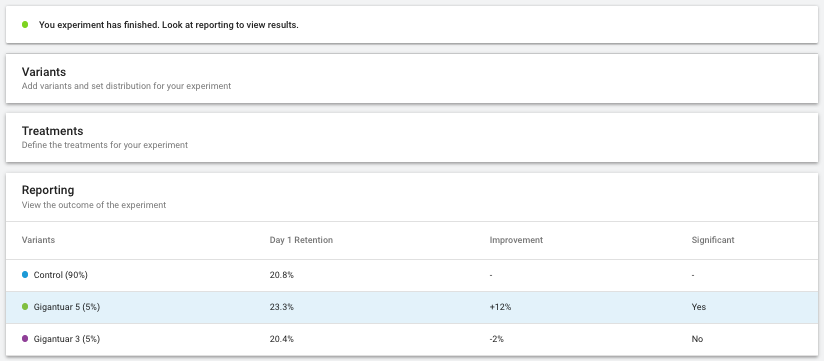 You experiment has finished. Look at reporting to view results.
Variants
Add variants and set distribution for your experiment
Treatments
Define the treatments for your experiment
Reporting
View the outcome of the experiment
Variants Day 1 Retention Improvement Significant
Control (90%) 20.8% - -
Gigantuar 5 (5%) 23.3% +12% Yes
Gigantuar 3 (5%) 20.4% -2% No